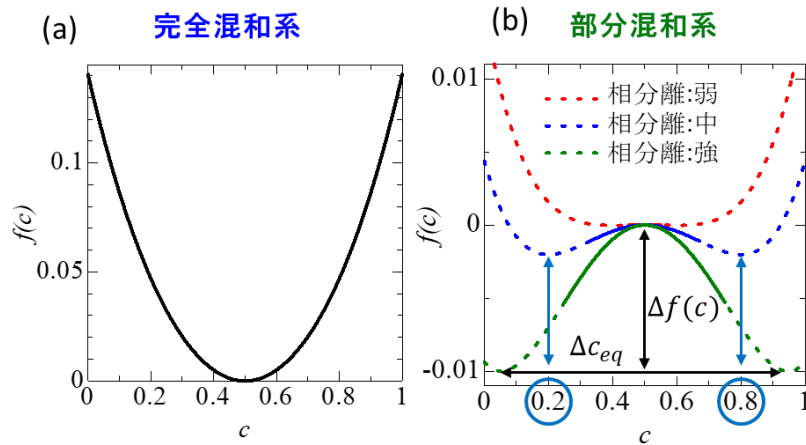 (a) 完全混和系
0.1
0.05
0
f(c)
0 0.2 0.4 0.6 0.8 1
c
(b) 部分混和系
0.01
0
-0.01
f(c)
相分離:弱
相分離:中
相分離:強
Δf(c)
Δc_eq
0 0.2 0.4 0.6 0.8 1
c